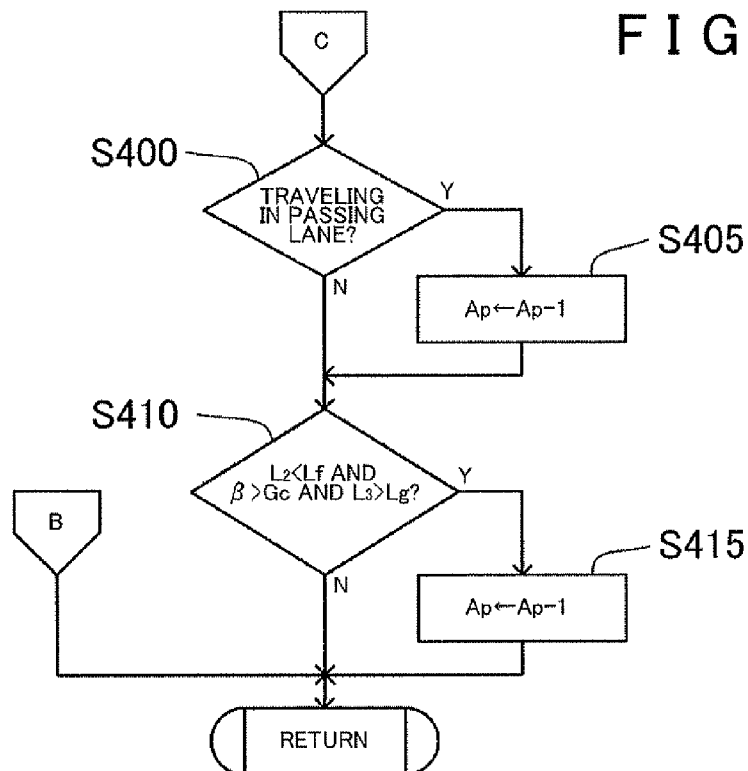 FIG
C
S400
TRAVELING
IN PASSING
LANE?
Y
N
S405
Ap←Ap-1
S410
L₂<Lf AND
β>Gc AND L₃>Lg?
Y
N
B
S415
Ap←Ap-1
RETURN